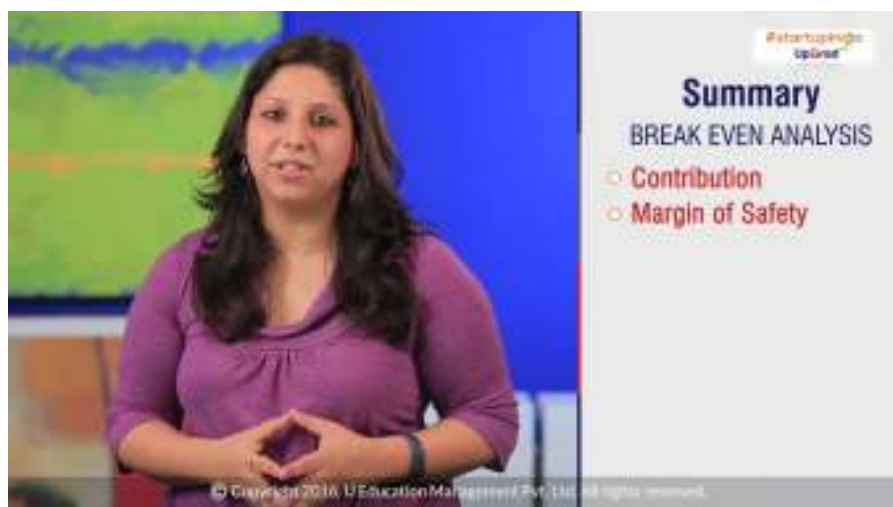 #startupindia
UpGrad
Summary
BREAK EVEN ANALYSIS
Contribution
Margin of Safety
© Copyright 2016, U Education Management Pvt. Ltd. All rights reserved.